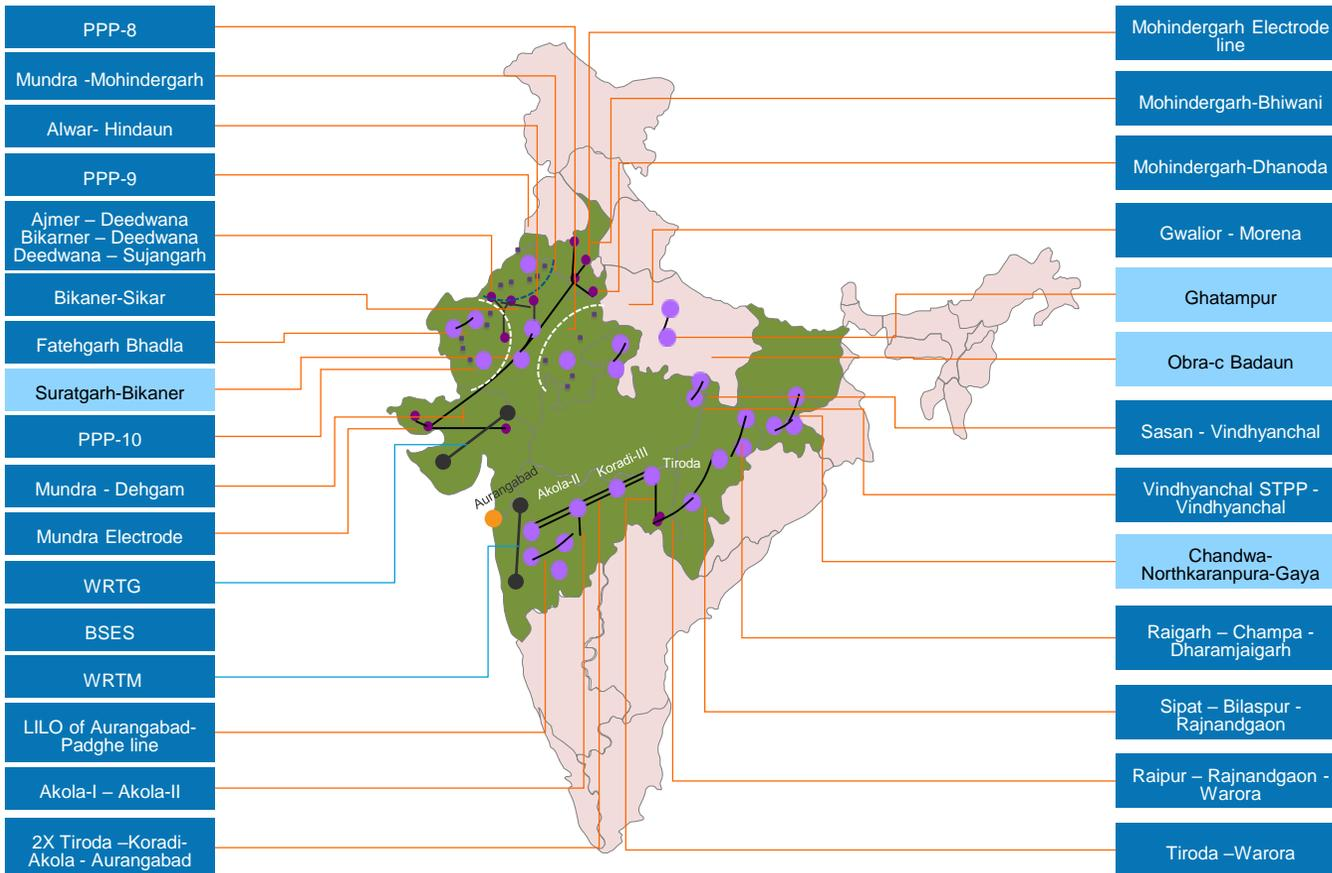 PPP-8
Mundra -Mohindergarh
Alwar- Hindaun
PPP-9
Ajmer – Deedwana
Bikarner – Deedwana
Deedwana – Sujangarh
Bikaner-Sikar
Fatehgarh Bhadla
Suratgarh-Bikaner
PPP-10
Mundra - Dehgam
Mundra Electrode
WRTG
BSES
WRTM
LILO of Aurangabad-
Padghe line
Akola-I – Akola-II
2X Tiroda –Koradi-
Akola - Aurangabad
Aurangabad
Akola-II
Koradi-III
Tiroda
Mohindergarh Electrode
line
Mohindergarh-Bhiwani
Mohindergarh-Dhanoda
Gwalior - Morena
Ghatampur
Obra-c Badaun
Sasan - Vindhyanchal
Vindhyanchal STPP -
Vindhyanchal
Chandwa-
Northkaranpura-Gaya
Raigarh – Champa -
Dharamjaigarh
Sipat – Bilaspur -
Rajnandgaon
Raipur – Rajnandgaon -
Warora
Tiroda –Warora